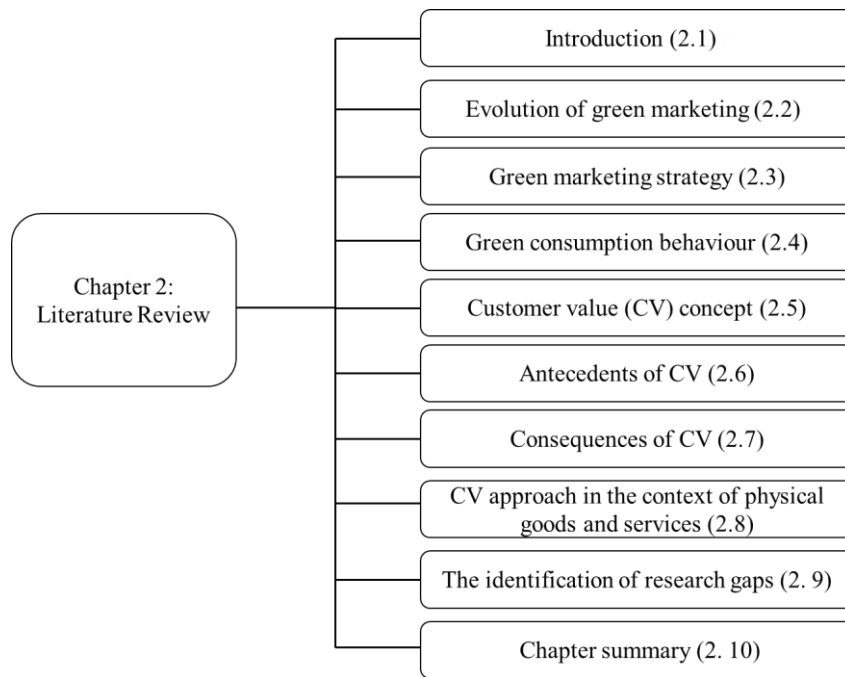 Chapter 2:
Literature Review
Introduction (2.1)
Evolution of green marketing (2.2)
Green marketing strategy (2.3)
Green consumption behaviour (2.4)
Customer value (CV) concept (2.5)
Antecedents of CV (2.6)
Consequences of CV (2.7)
CV approach in the context of physical
goods and services (2.8)
The identification of research gaps (2. 9)
Chapter summary (2. 10)